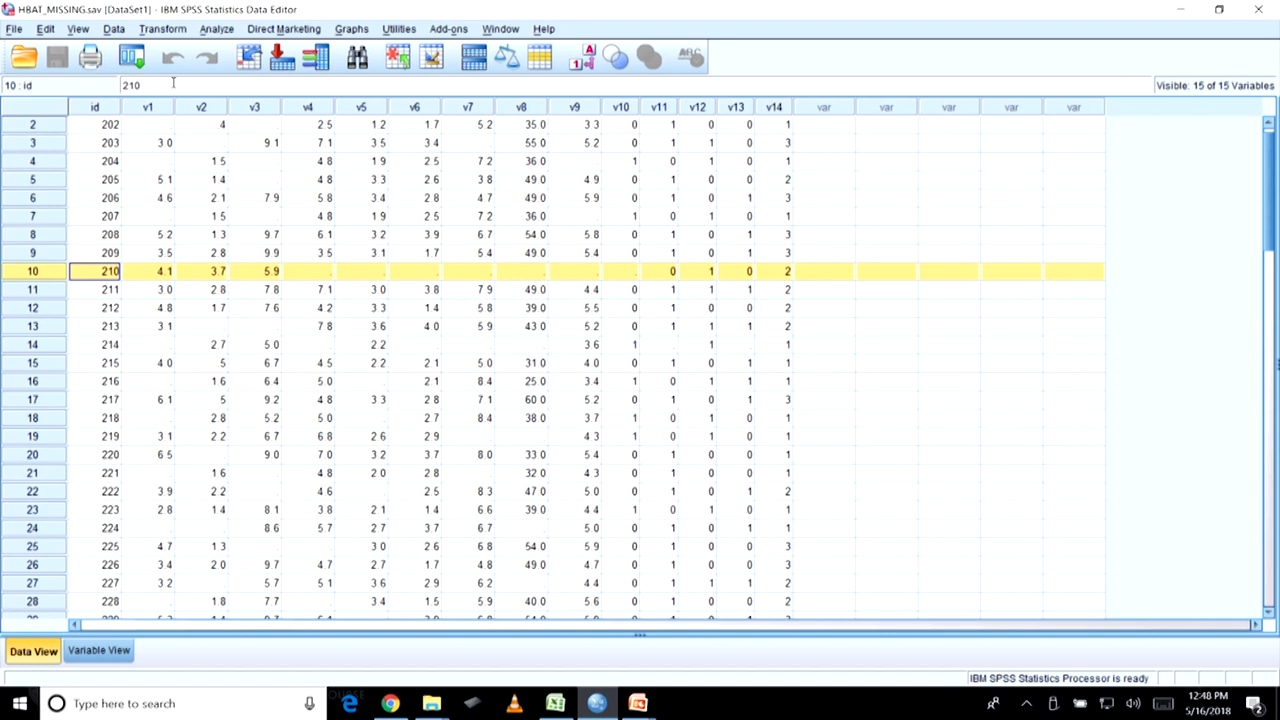 HBAT_MISSING.sav [DataSet1] - IBM SPSS Statistics Data Editor
File Edit View Data Transform Analyze Direct Marketing Graphs Utilities Add-ons Window Help
10 : id 210 Visible: 15 of 15 Variables
id v1 v2 v3 v4 v5 v6 v7 v8 v9 v10 v11 v12 v13 v14 var var var var var
2 202 . 4 . 2.5 1.2 1.7 5.2 35.0 3.3 0 1 0 0 1
3 203 3.0 . 9.1 7.1 3.5 3.4 . 55.0 5.2 0 1 1 0 3
4 204 . 1.5 . 4.8 1.9 2.5 7.2 36.0 . 1 0 1 0 1
5 205 5.1 1.4 . 4.8 3.3 2.6 3.8 49.0 4.9 0 1 1 0 2
6 206 4.6 2.1 7.9 5.8 3.4 2.8 4.7 49.0 5.9 0 1 0 1 3
7 207 . 1.5 . 4.8 1.9 2.5 7.2 36.0 . 1 0 1 0 1
8 208 5.2 1.3 9.7 6.1 3.2 3.9 6.7 54.0 5.8 0 1 0 1 3
9 209 3.5 2.8 9.9 3.5 3.1 1.7 5.4 49.0 5.4 0 1 0 1 3
10 210 4.1 3.7 5.9 . . . . . . . 0 1 0 2
11 211 3.0 2.8 7.8 7.1 3.0 3.8 7.9 49.0 4.4 0 1 1 1 2
12 212 4.8 1.7 7.6 4.2 3.3 1.4 5.8 39.0 5.5 0 1 0 0 2
13 213 3.1 . . 7.8 3.6 4.0 5.9 43.0 5.2 0 1 1 1 2
14 214 . 2.7 5.0 . 2.2 . . . 3.6 1 . 1 . 1
15 215 4.0 .5 6.7 4.5 2.2 2.1 5.0 31.0 4.0 0 1 0 1 1
16 216 . 1.6 6.4 5.0 . 2.1 8.4 25.0 3.4 1 0 1 1 1
17 217 6.1 .5 9.2 4.8 3.3 2.8 7.1 60.0 5.2 0 1 0 1 3
18 218 . 2.8 5.2 5.0 . 2.7 8.4 38.0 3.7 1 0 1 0 1
19 219 3.1 2.2 6.7 6.8 2.6 2.9 . . 4.3 1 0 1 0 1
20 220 6.5 . 9.0 7.0 3.2 3.7 8.0 33.0 5.4 0 1 0 0 1
21 221 . 1.6 . 4.8 2.0 2.8 . 32.0 4.3 0 1 0 0 1
22 222 3.9 2.2 . 4.6 . 2.5 8.3 47.0 5.0 0 1 0 1 2
23 223 2.8 1.4 8.1 3.8 2.1 1.4 6.6 39.0 4.4 1 0 1 0 1
24 224 . . 8.6 5.7 2.7 3.7 6.7 . 5.0 0 1 0 0 1
25 225 4.7 1.3 . . 3.0 2.6 6.8 54.0 5.9 0 1 0 0 3
26 226 3.4 2.0 9.7 4.7 2.7 1.7 4.8 49.0 4.7 0 1 0 0 3
27 227 3.2 . 5.7 5.1 3.6 2.9 6.2 . 4.4 0 1 1 1 2
28 228 . 1.8 7.7 . 3.4 1.5 5.9 40.0 5.6 0 1 0 0 2
Data View Variable View
IBM SPSS Statistics Processor is ready
Type here to search
12:48 PM
5/16/2018
2